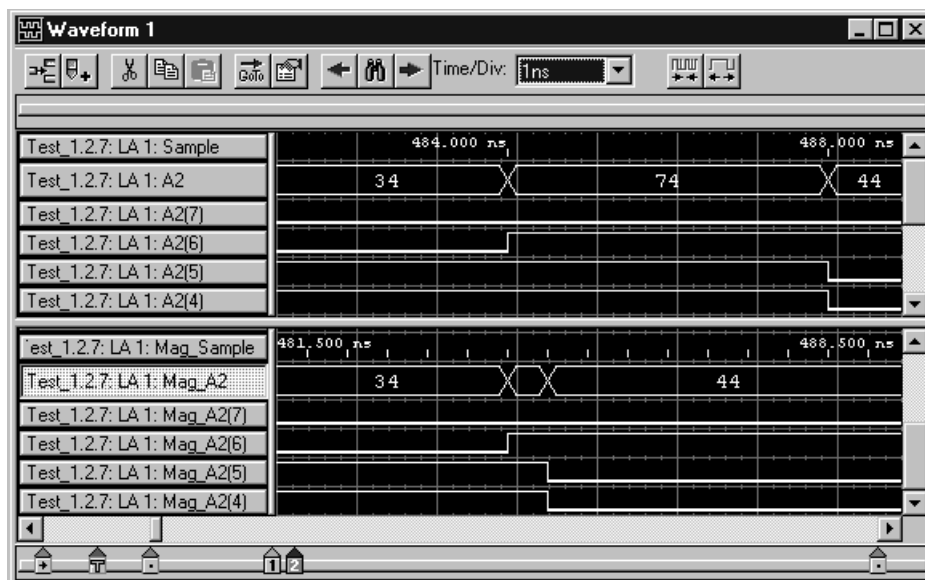 Waveform 1
GoTo Time/Div: 1ns
Test_1.2.7: LA 1: Sample 484.000 ns 488.000 ns
Test_1.2.7: LA 1: A2 34 74 44
Test_1.2.7: LA 1: A2(7)
Test_1.2.7: LA 1: A2(6)
Test_1.2.7: LA 1: A2(5)
Test_1.2.7: LA 1: A2(4)
est_1.2.7: LA 1: Mag_Sample 481.500 ns 488.500 ns
Test_1.2.7: LA 1: Mag_A2 34 44
Test_1.2.7: LA 1: Mag_A2(7)
Test_1.2.7: LA 1: Mag_A2(6)
Test_1.2.7: LA 1: Mag_A2(5)
Test_1.2.7: LA 1: Mag_A2(4)
T 1 2